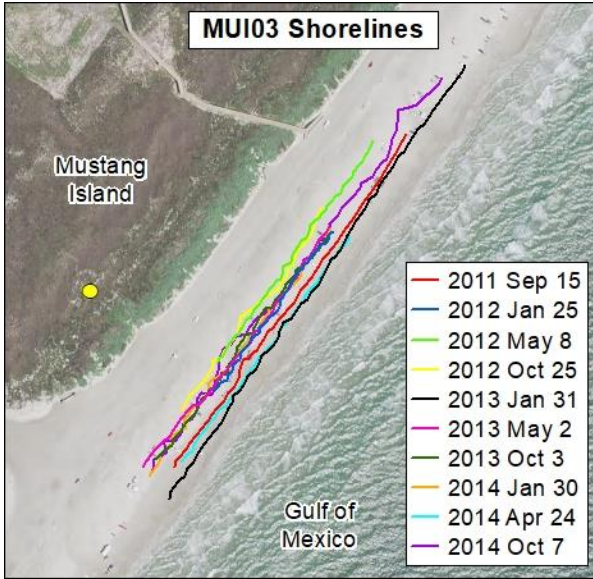 MUI03 Shorelines
Mustang
Island
2011 Sep 15
2012 Jan 25
2012 May 8
2012 Oct 25
2013 Jan 31
2013 May 2
2013 Oct 3
2014 Jan 30
2014 Apr 24
2014 Oct 7
Gulf of
Mexico